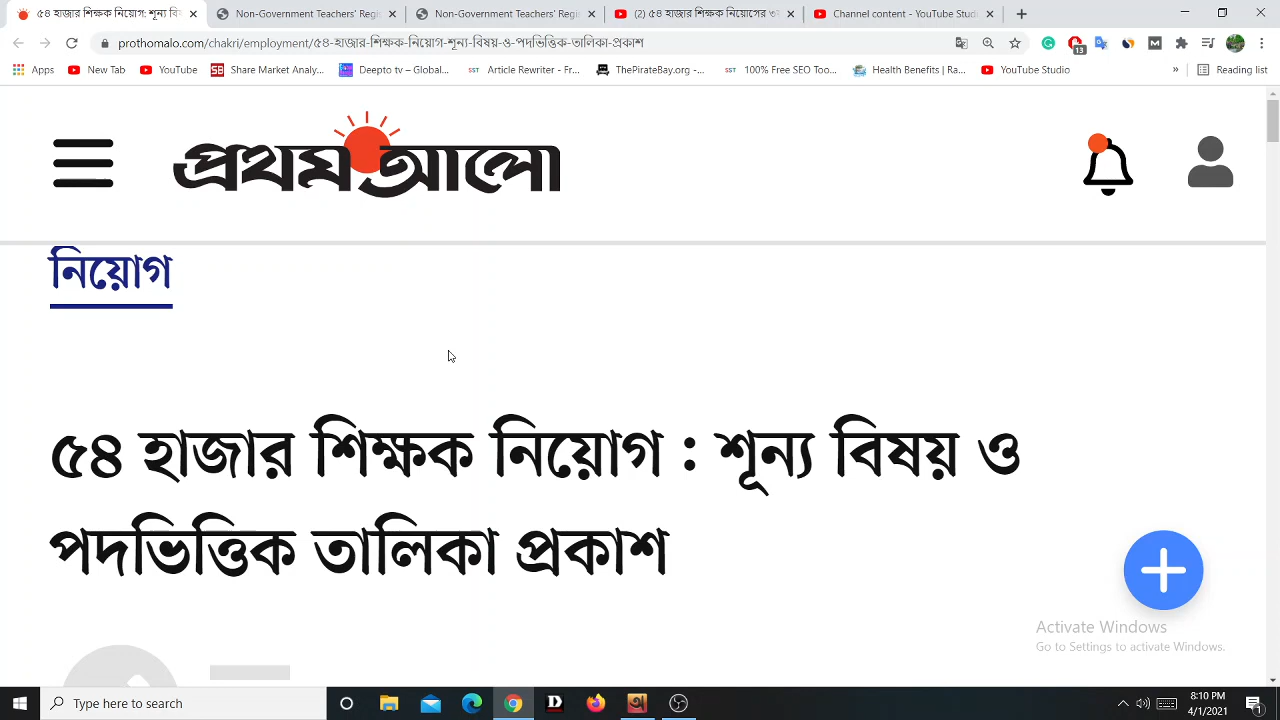 ৫৪ হাজার শিক্ষক নিয়োগ: শূন্য বিষ
Non-Government Teachers' Regi
Non-Government Teachers' Regi
(2) ৫৪ হাজার শিক্ষক নিয়োগের
Channel content - YouTube Stud
prothomalo.com/chakri/employment/৫৪-হাজার-শিক্ষক-নিয়োগ-শূন্য-বিষয়-ও-পদভিত্তিক-তালিকা-প্রকাশ
13
Apps
New Tab
YouTube
Share Market Analy...
Deepto tv – Global...
Article Rewriter - Fr...
ThePirateBay.org -...
100% Free SEO Too...
Health Benefits | Ra...
YouTube Studio
»
Reading list
প্রথম আলো
নিয়োগ
৫৪ হাজার শিক্ষক নিয়োগ : শূন্য বিষয় ও
পদভিত্তিক তালিকা প্রকাশ
Activate Windows
Go to Settings to activate Windows.
Type here to search
8:10 PM
4/1/2021